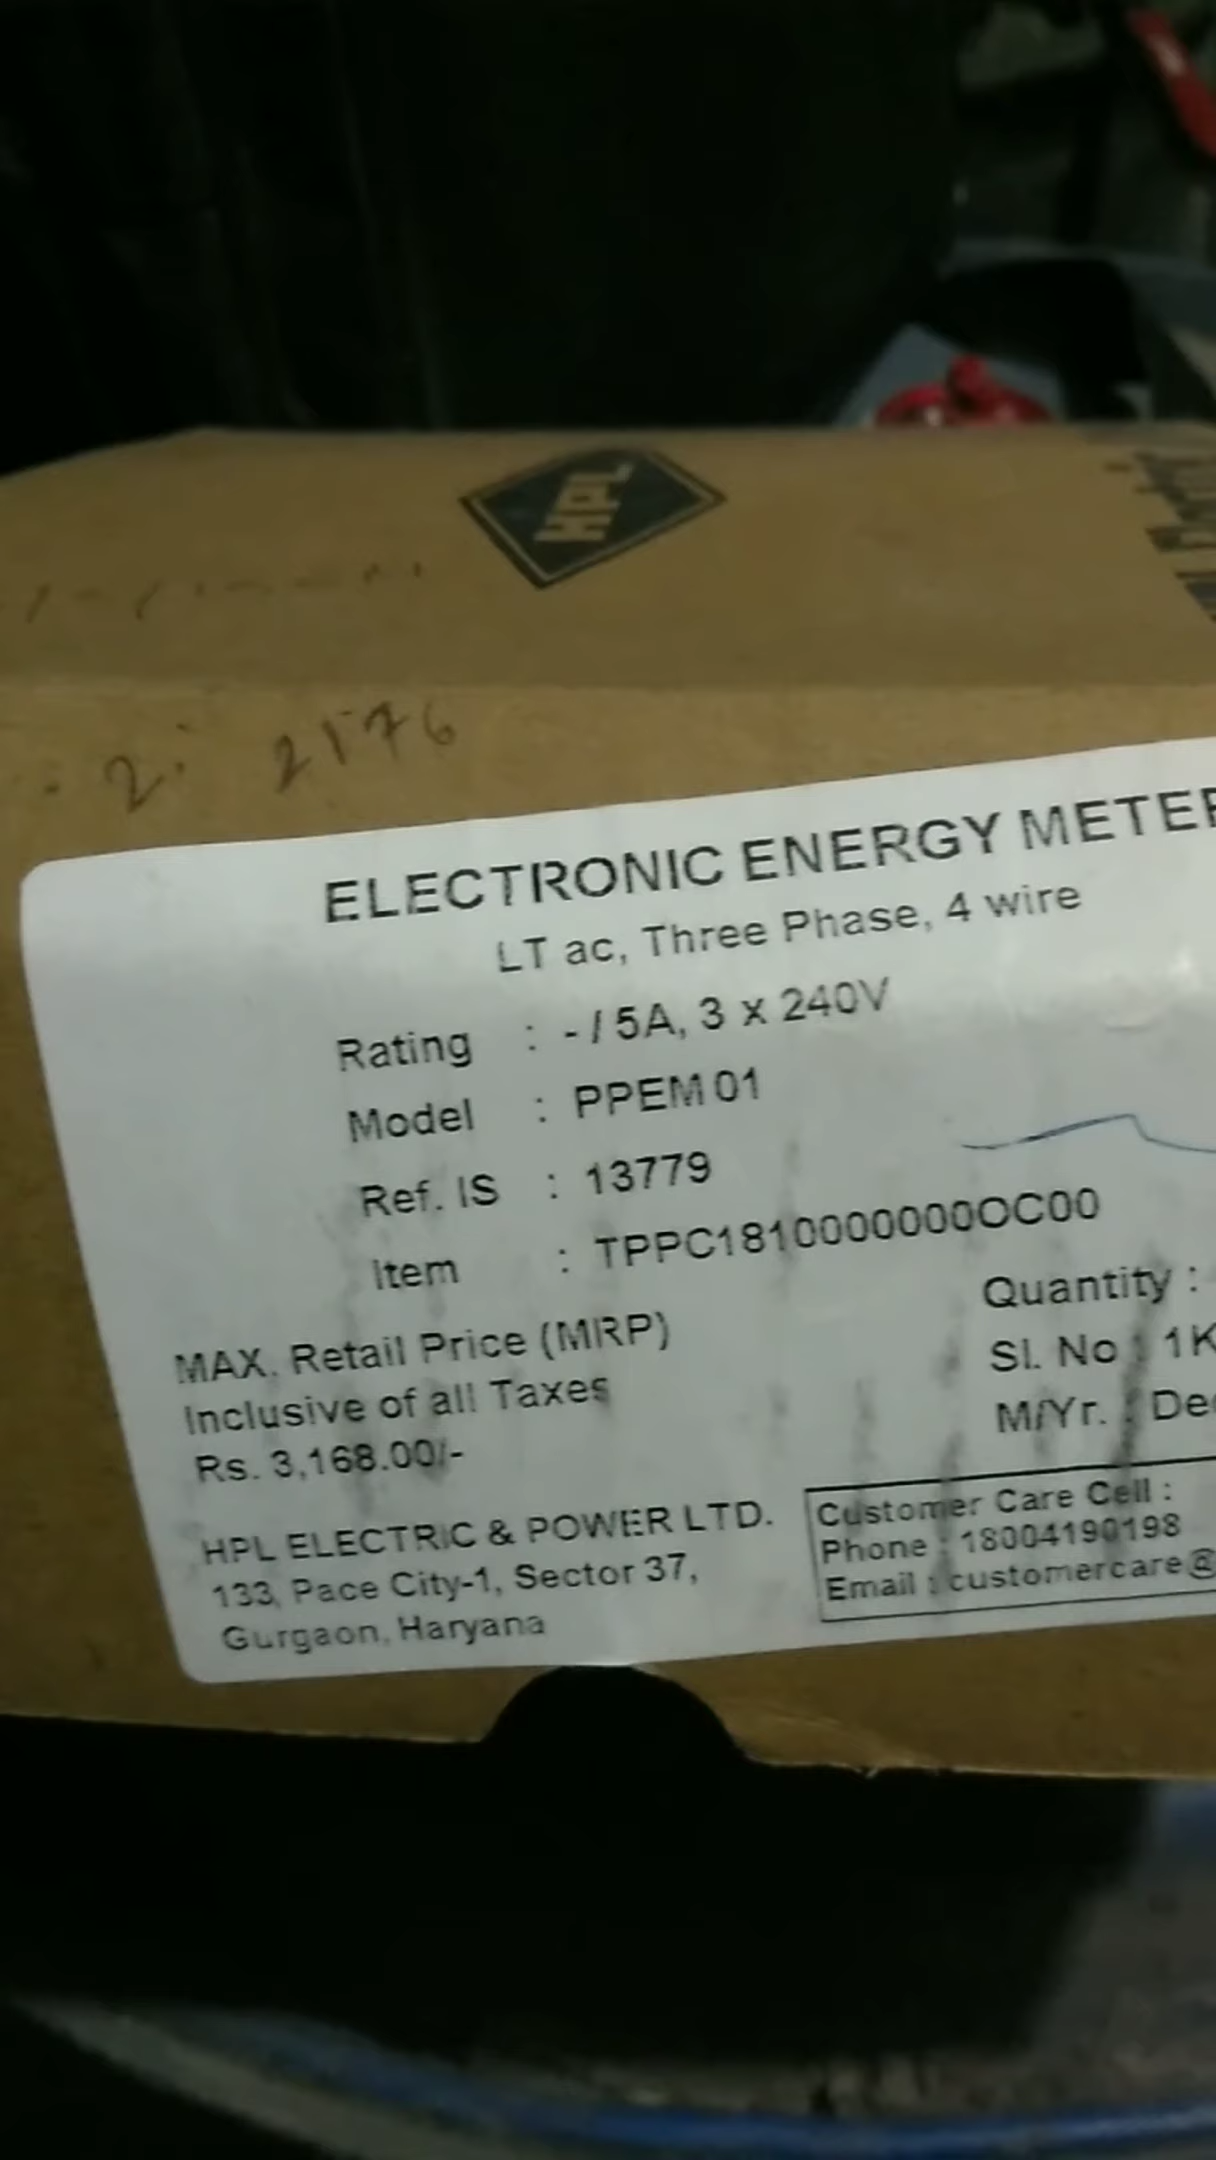 HPL
2. 2176
ELECTRONIC ENERGY METER
LT ac, Three Phase, 4 wire
Rating : - / 5A, 3 x 240V
Model : PPEM 01
Ref. IS : 13779
Item : TPPC1810000000OC00
MAX. Retail Price (MRP)
Inclusive of all Taxes
Rs. 3,168.00/-
Quantity :
Sl. No : 1K
M/Yr. : De
HPL ELECTRIC & POWER LTD.
133, Pace City-1, Sector 37,
Gurgaon, Haryana
Customer Care Cell :
Phone : 18004190198
Email : customercare@